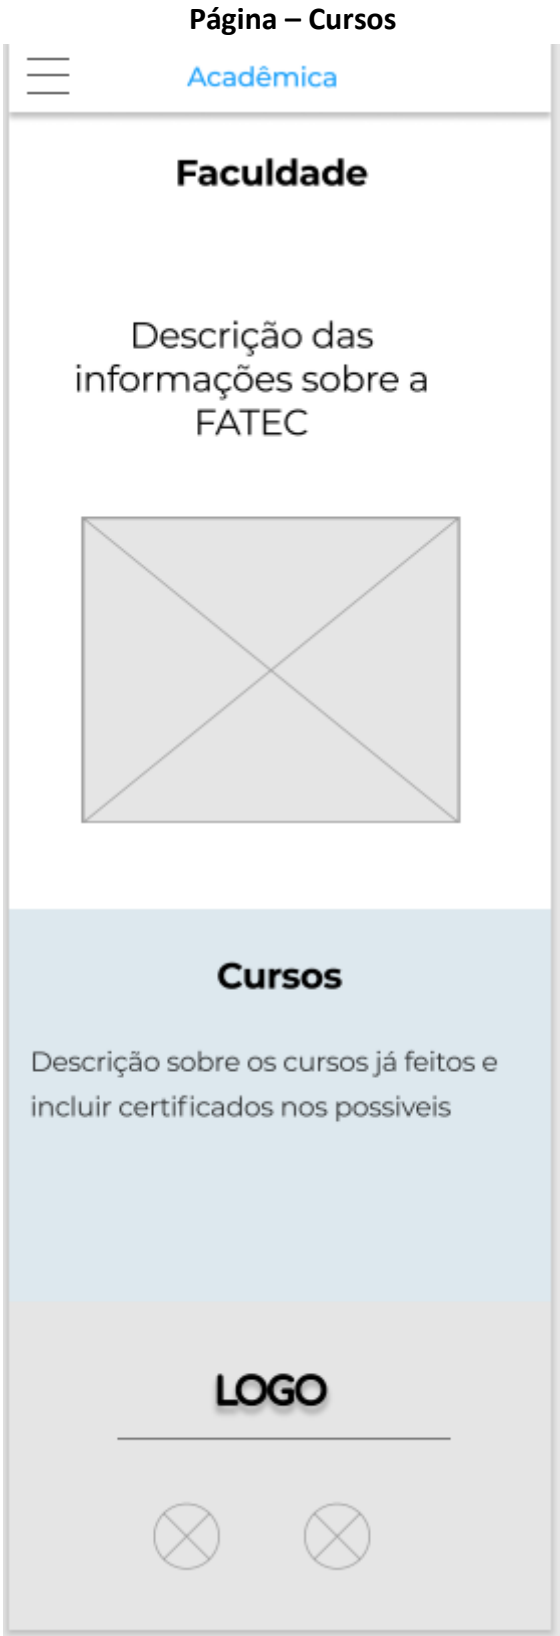 Página – Cursos
Acadêmica
Faculdade
Descrição das
informações sobre a
FATEC
Cursos
Descrição sobre os cursos já feitos e
incluir certificados nos possiveis
LOGO